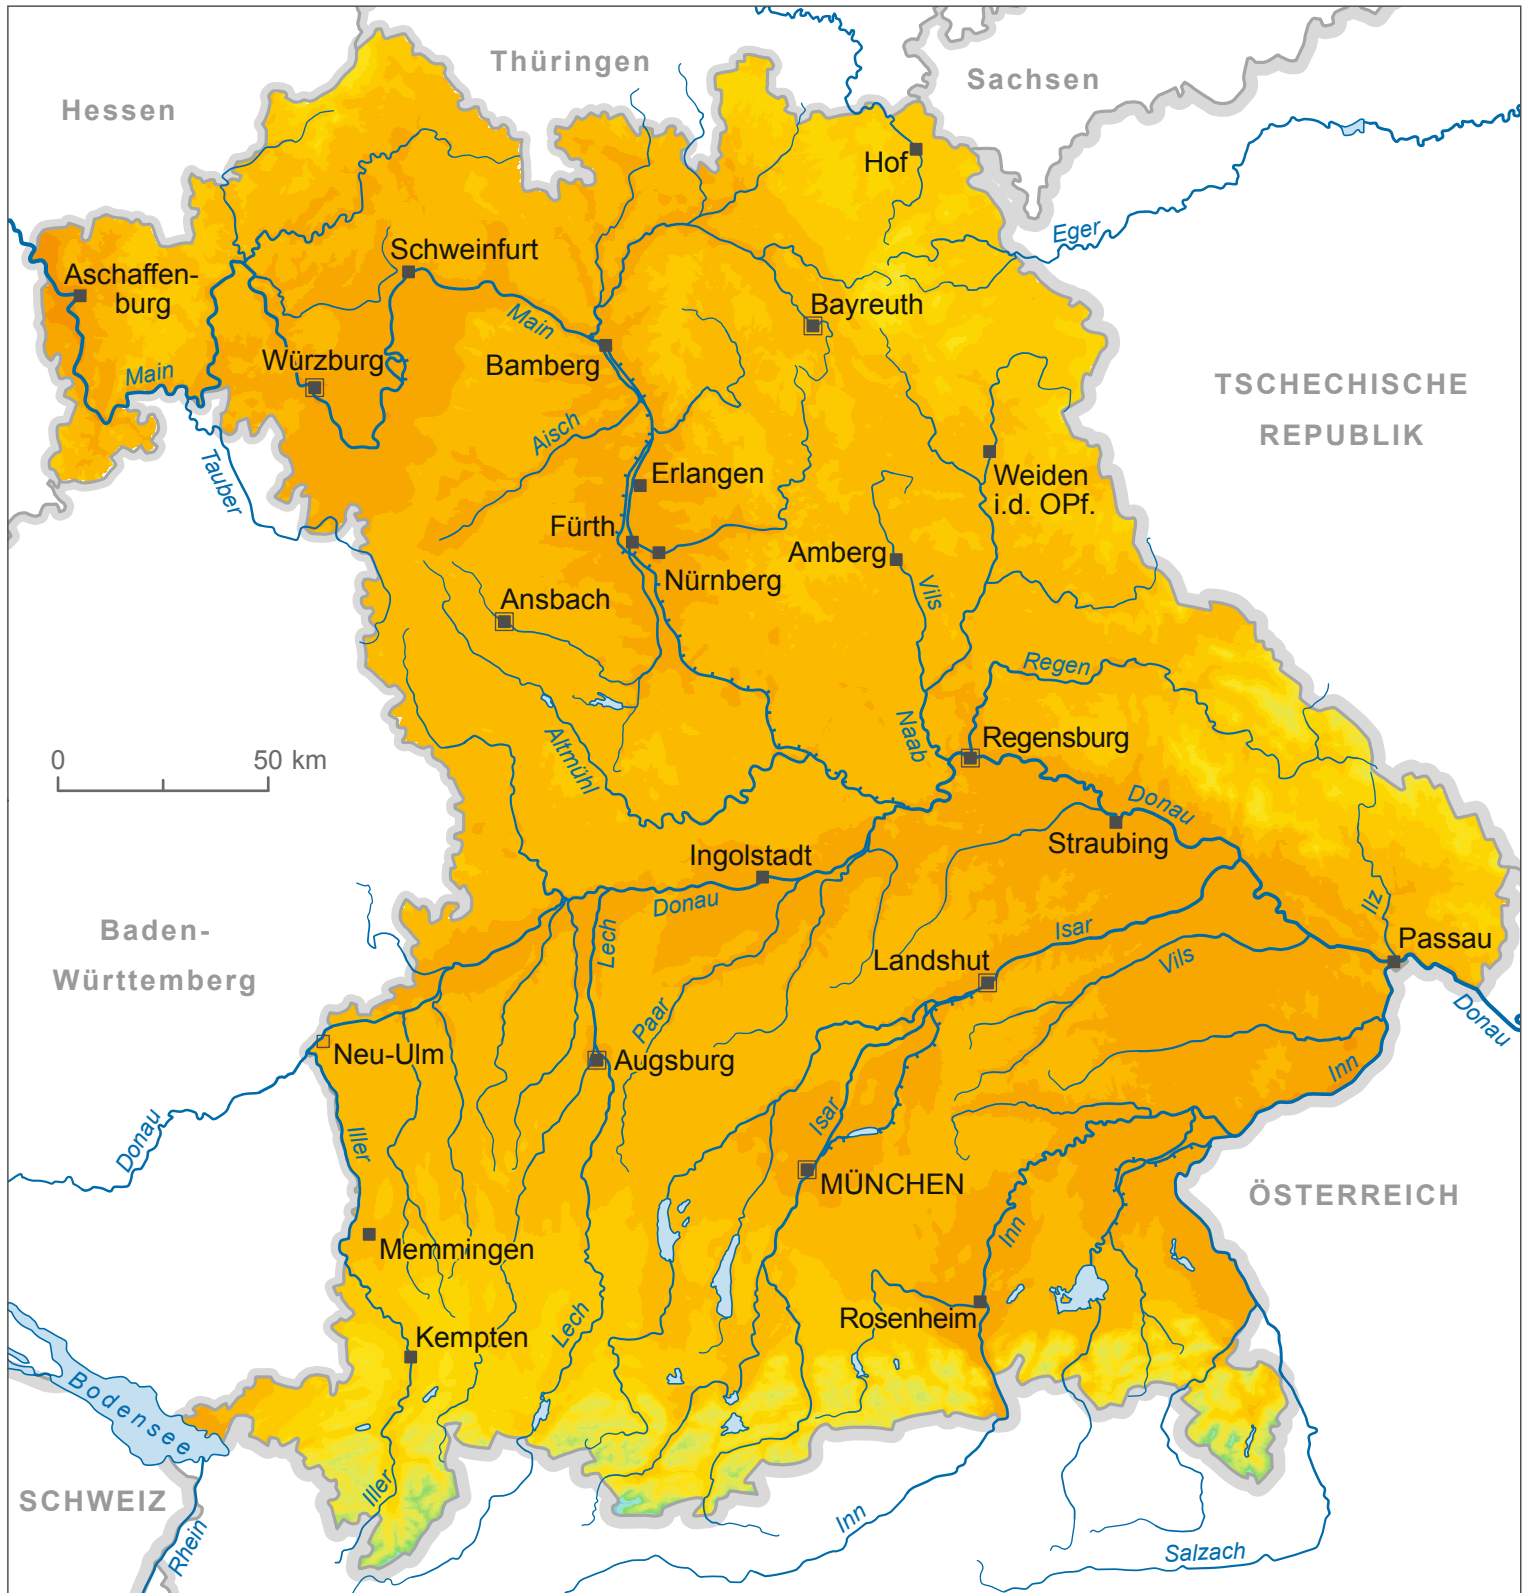 Thüringen
Sachsen
Hessen
Hof
Eger
Schweinfurt
Aschaffen-
burg
Bayreuth
Main
Würzburg
Bamberg
Main
TSCHECHISCHE
REPUBLIK
Aisch
Tauber
Erlangen
Weiden
i.d. OPf.
Fürth
Amberg
Nürnberg
Vils
Ansbach
Regen
Naab
Regensburg
Altmühl
0
50 km
Donau
Straubing
Ingolstadt
Donau
Ilz
Baden-
Württemberg
Lech
Isar
Passau
Landshut
Vils
Paar
Donau
Neu-Ulm
Augsburg
Inn
Donau
Iller
Isar
MÜNCHEN
ÖSTERREICH
Inn
Memmingen
Rosenheim
Kempten
Lech
Bodensee
SCHWEIZ
Iller
Inn
Rhein
Salzach